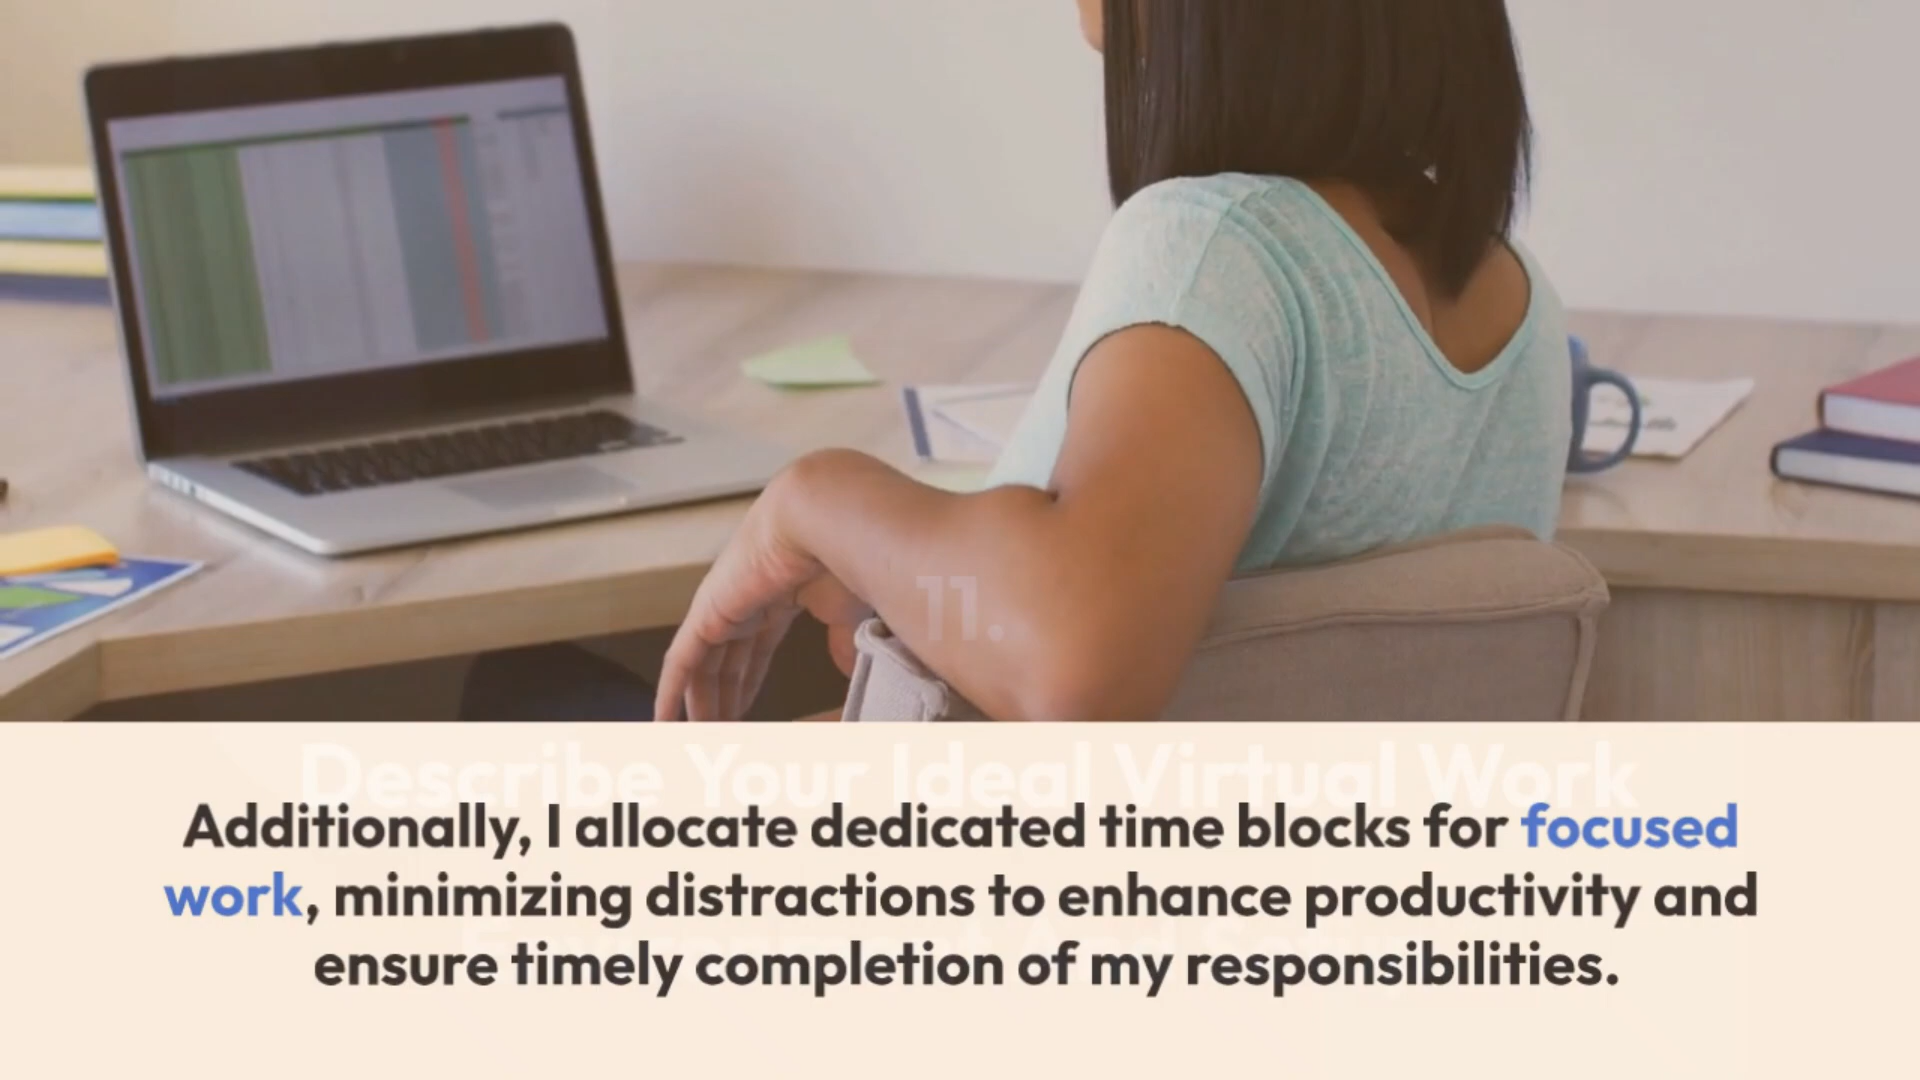 11.
Describe Your Ideal Virtual Work
Additionally, I allocate dedicated time blocks for focused
work, minimizing distractions to enhance productivity and
ensure timely completion of my responsibilities.